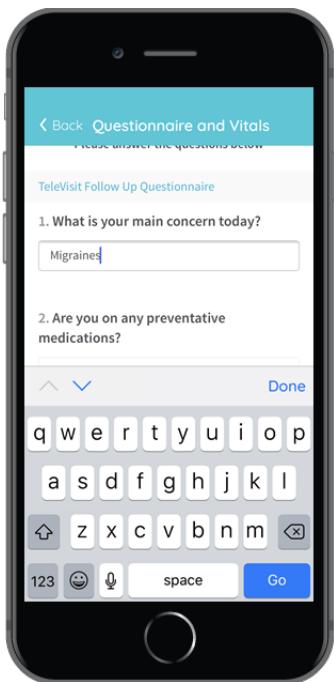 Back Questionnaire and Vitals
Please answer the questions below
TeleVisit Follow Up Questionnaire
1. What is your main concern today?
Migraines
2. Are you on any preventative
medications?
Done
q w e r t y u i o p
a s d f g h j k l
z x c v b n m
123 space Go